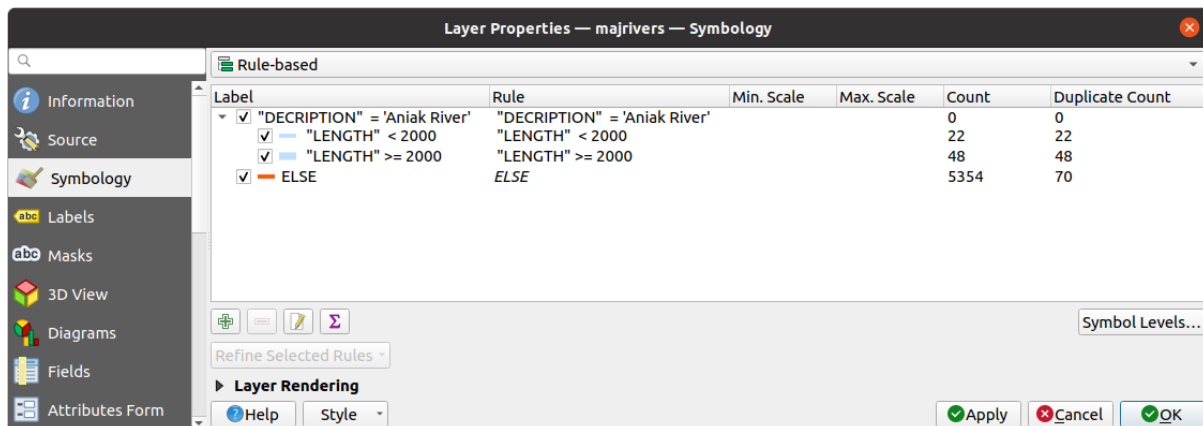 Layer Properties — majrivers — Symbology
Rule-based
Information
Source
Symbology
abc Labels
abc Masks
3D View
Diagrams
Fields
Attributes Form
Label Rule Min. Scale Max. Scale Count Duplicate Count
"DECRIPTION" = 'Aniak River' "DECRIPTION" = 'Aniak River' 0 0
"LENGTH" < 2000 "LENGTH" < 2000 22 22
"LENGTH" >= 2000 "LENGTH" >= 2000 48 48
ELSE ELSE 5354 70
Σ
Symbol Levels...
Refine Selected Rules
Layer Rendering
Help Style Apply Cancel OK